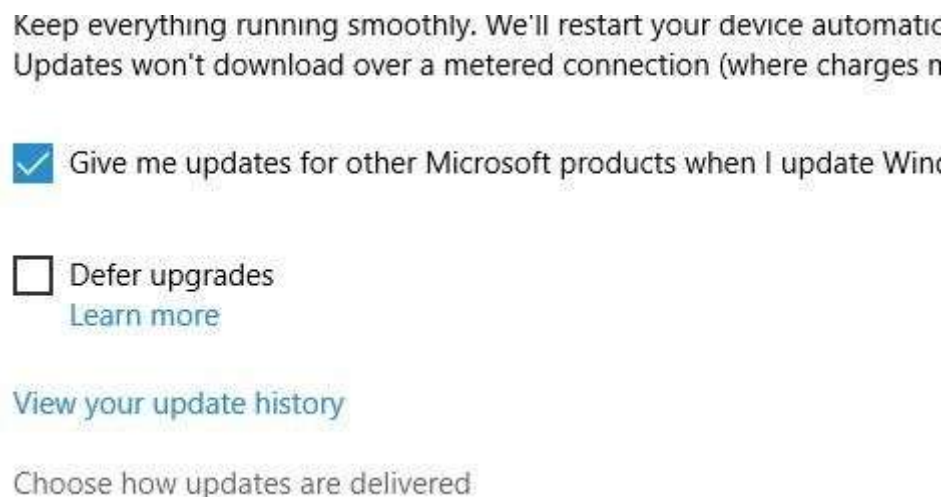 Keep everything running smoothly. We'll restart your device automatic
Updates won't download over a metered connection (where charges
Give me updates for other Microsoft products when I update
Defer upgrades
Learn more
View your update history
Choose how updates are delivered